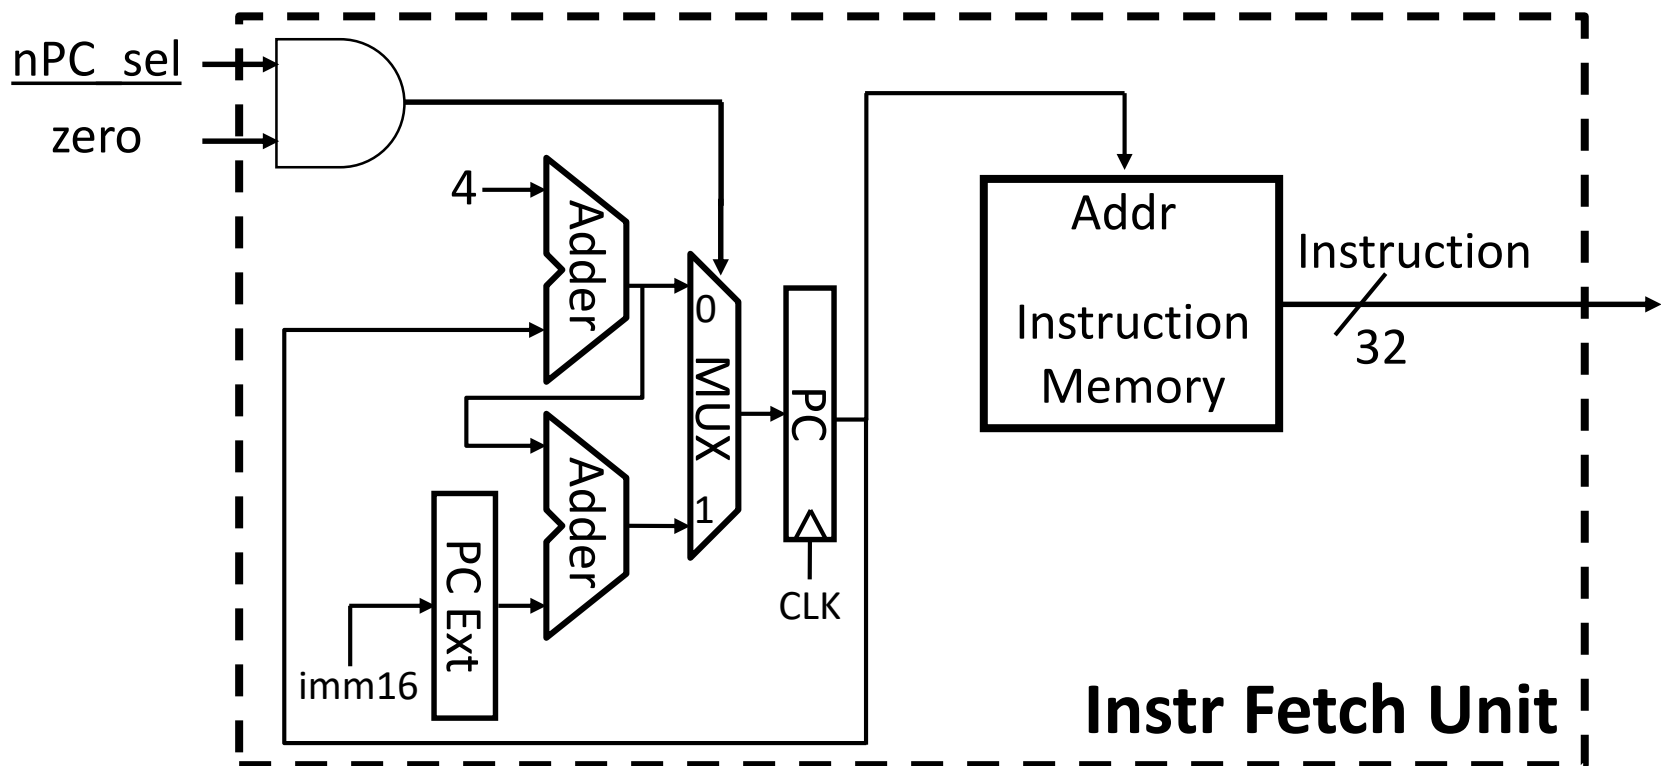 nPC_sel
zero
4
Adder
0
MUX
1
Adder
PC Ext
imm16
PC
CLK
Addr
Instruction
Memory
Instruction
32
Instr Fetch Unit